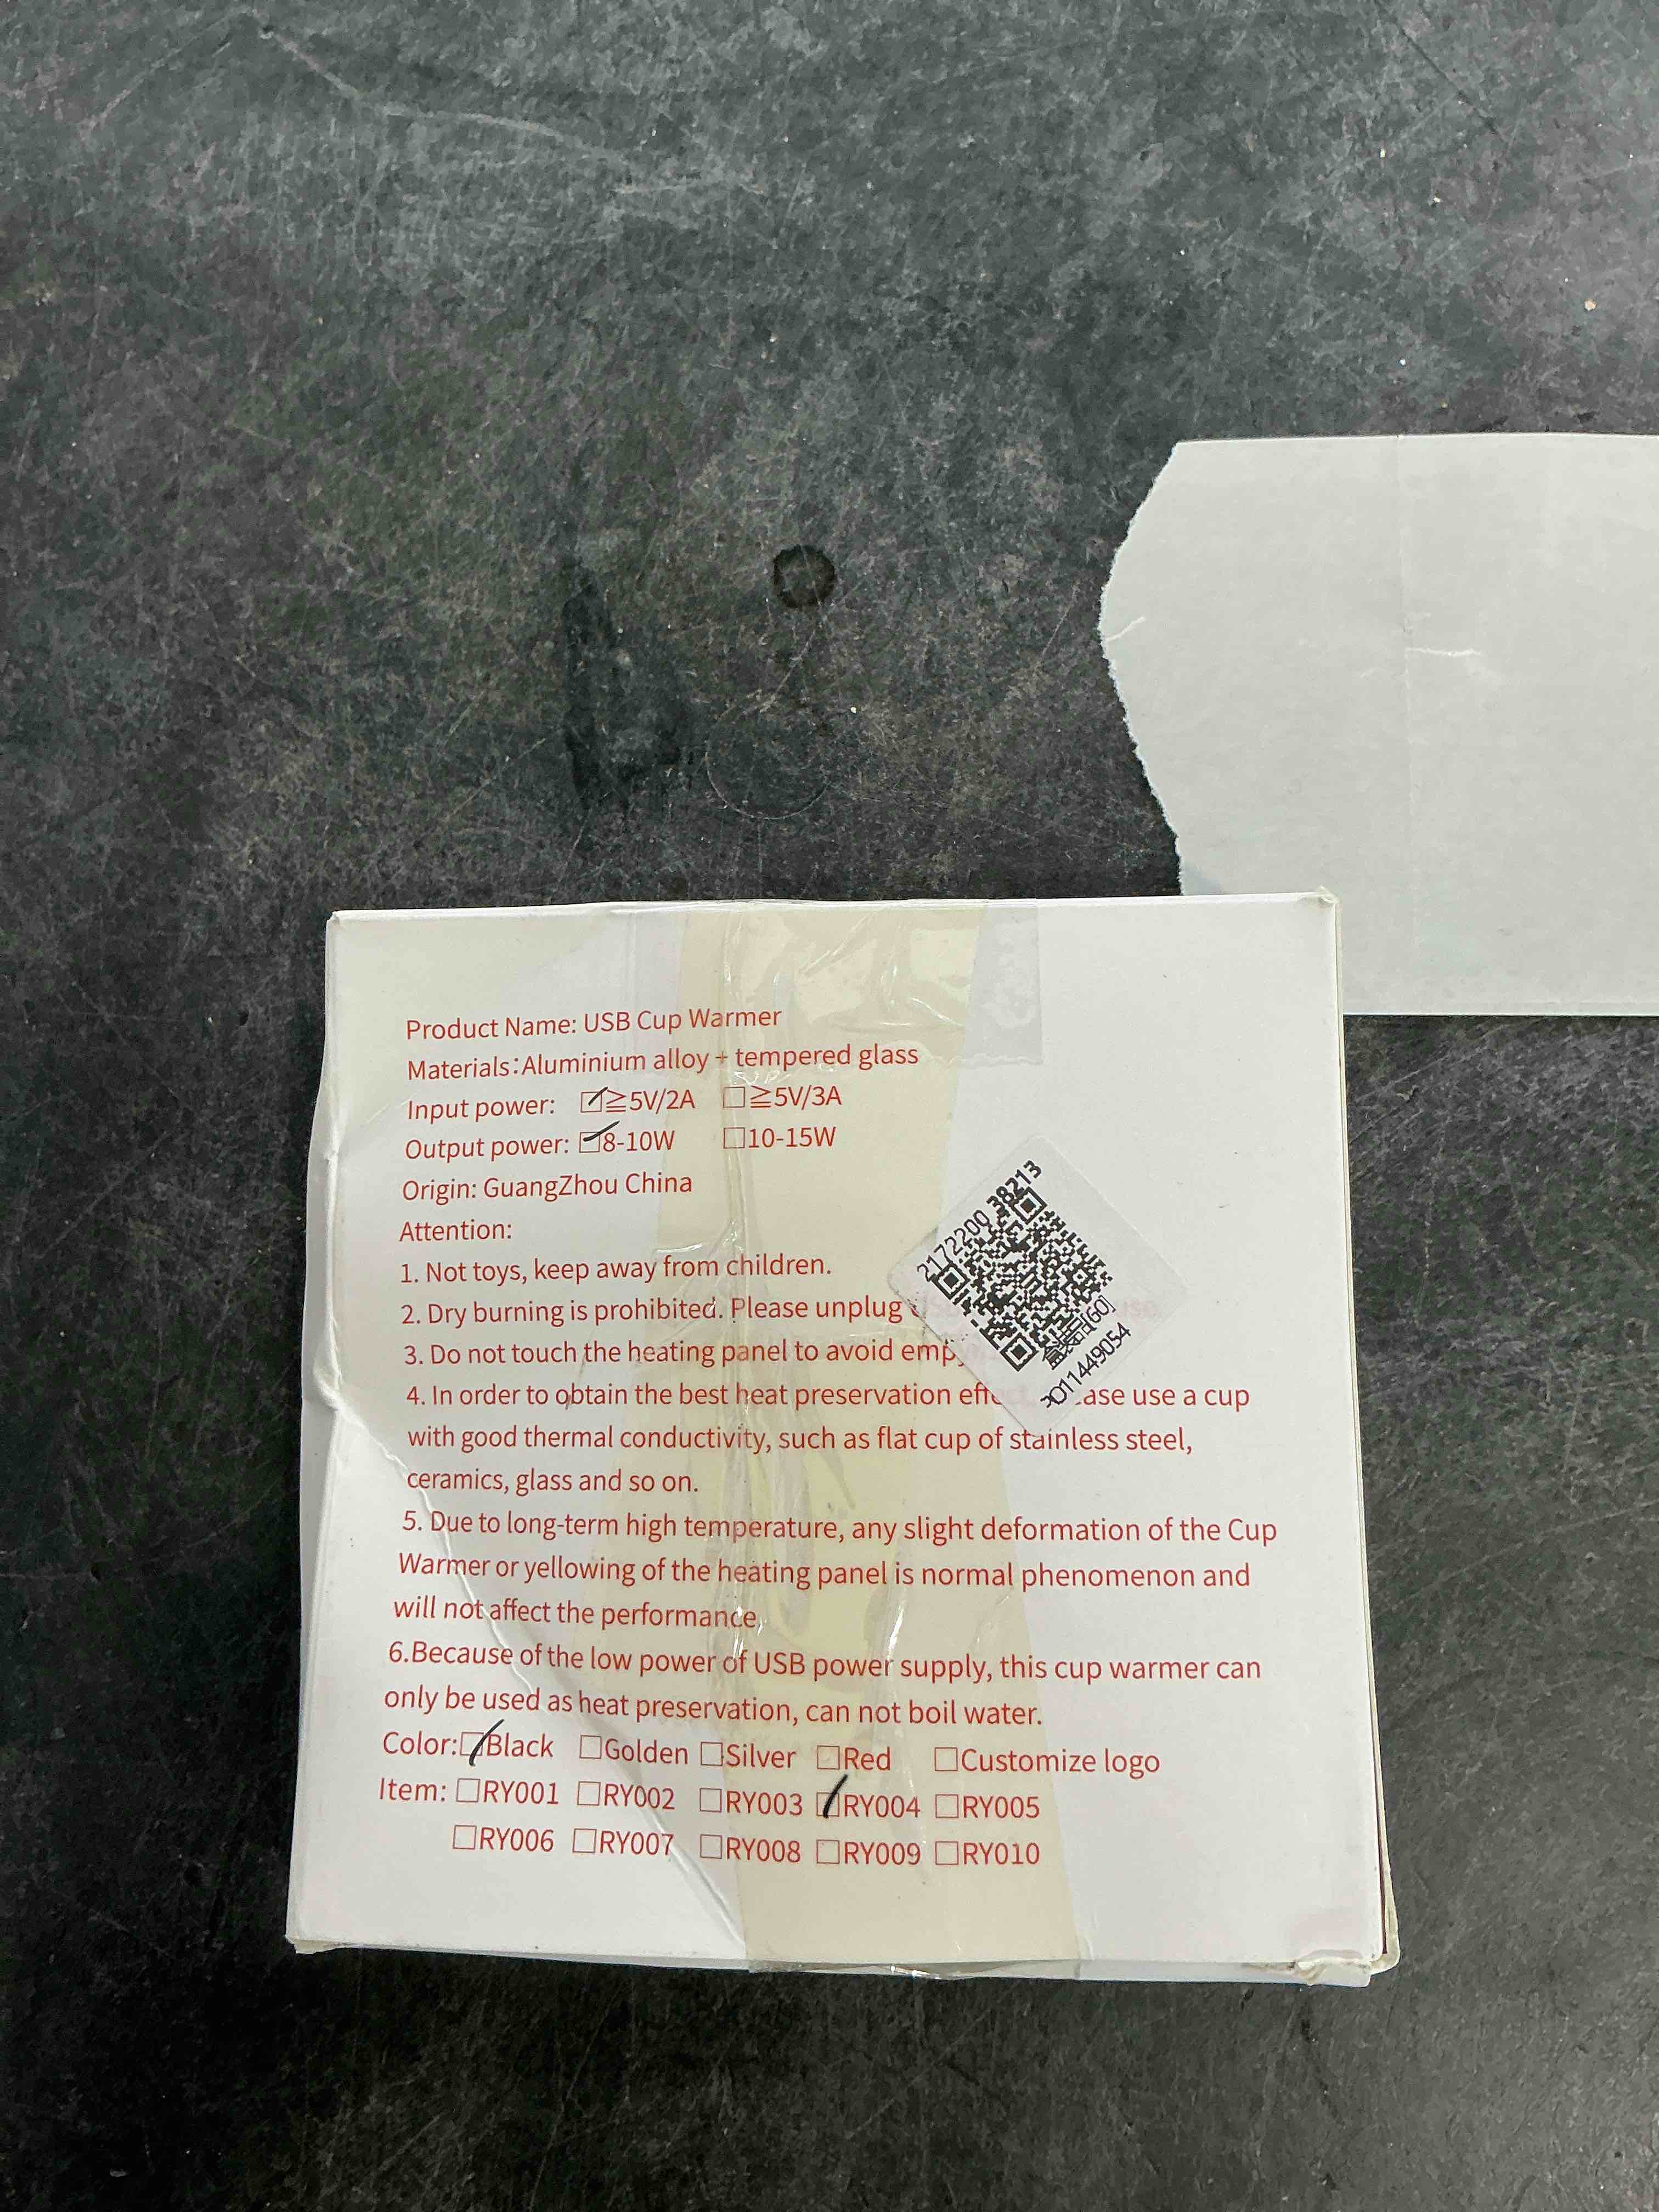 Product Name: USB Cup Warmer
Materials:Aluminium alloy + tempered glass
Input power: ☑≧5V/2A ☐≧5V/3A
Output power: ☑8-10W ☐10-15W
Origin: GuangZhou China
Attention:
1. Not toys, keep away from children.
2. Dry burning is prohibited. Please unplug
3. Do not touch the heating panel to avoid
4. In order to obtain the best heat preservation use a cup
with good thermal conductivity, such as flat cup of stainless steel,
ceramics, glass and so on.
5. Due to long-term high temperature, any slight deformation of the Cup
Warmer or yellowing of the heating panel is normal phenomenon and
will not affect the performance.
6.Because of the low power of USB power supply, this cup warmer can
only be used as heat preservation, can not boil water.
Color:☑Black ☐Golden ☐Silver ☐Red ☐Customize logo
Item: ☐RY001 ☐RY002 ☐RY003 ☑RY004 ☐RY005
☐RY006 ☐RY007 ☐RY008 ☐RY009 ☐RY010
2172200 38213
[60]